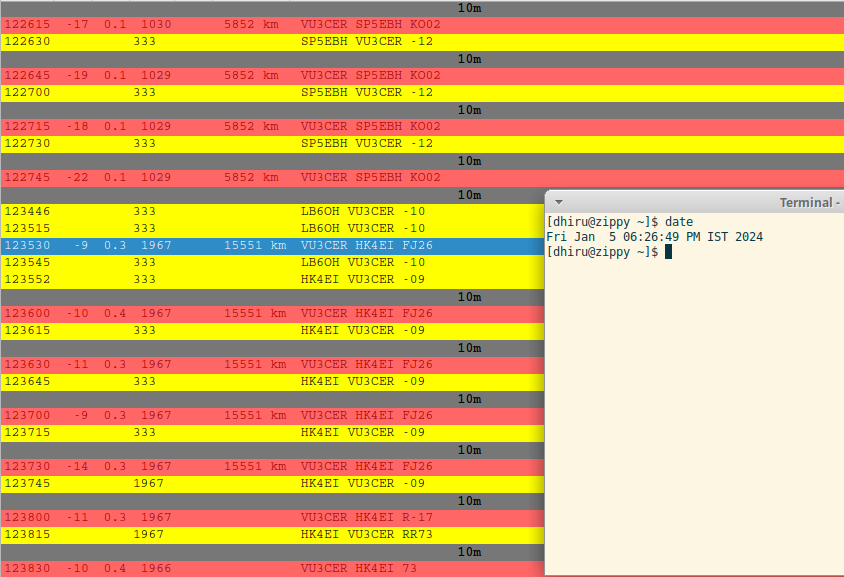 10m
122615 -17 0.1 1030 5852 km VU3CER SP5EBH KO02
122630 333 SP5EBH VU3CER -12
10m
122645 -19 0.1 1029 5852 km VU3CER SP5EBH KO02
122700 333 SP5EBH VU3CER -12
10m
122715 -18 0.1 1029 5852 km VU3CER SP5EBH KO02
122730 333 SP5EBH VU3CER -12
10m
122745 -22 0.1 1029 5852 km VU3CER SP5EBH KO02
10m
123446 333 LB6OH VU3CER -10
123515 333 LB6OH VU3CER -10
123530 -9 0.3 1967 15551 km VU3CER HK4EI FJ26
123545 333 LB6OH VU3CER -10
123552 333 HK4EI VU3CER -09
10m
123600 -10 0.4 1967 15551 km VU3CER HK4EI FJ26
123615 333 HK4EI VU3CER -09
10m
123630 -11 0.3 1967 15551 km VU3CER HK4EI FJ26
123645 333 HK4EI VU3CER -09
10m
123700 -9 0.3 1967 15551 km VU3CER HK4EI FJ26
123715 333 HK4EI VU3CER -09
10m
123730 -14 0.3 1967 15551 km VU3CER HK4EI FJ26
123745 1967 HK4EI VU3CER -09
10m
123800 -11 0.3 1967 VU3CER HK4EI R-17
123815 1967 HK4EI VU3CER RR73
10m
123830 -10 0.4 1966 VU3CER HK4EI 73
Terminal -
[dhiru@zippy ~]$ date
Fri Jan  5 06:26:49 PM IST 2024
[dhiru@zippy ~]$